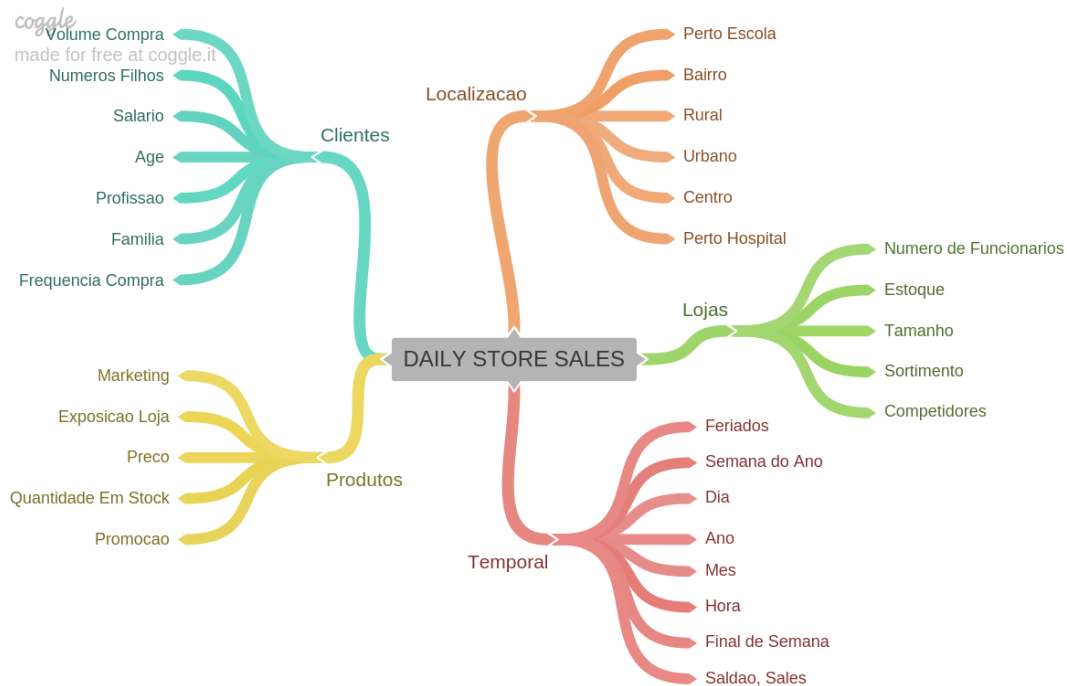 coggle
made for free at coggle.it
Volume Compra
Numeros Filhos
Salario
Age
Profissao
Familia
Frequencia Compra
Clientes
Localizacao
Perto Escola
Bairro
Rural
Urbano
Centro
Perto Hospital
Lojas
Numero de Funcionarios
Estoque
Tamanho
Sortimento
Competidores
DAILY STORE SALES
Marketing
Exposicao Loja
Preco
Quantidade Em Stock
Promocao
Produtos
Temporal
Feriados
Semana do Ano
Dia
Ano
Mes
Hora
Final de Semana
Saldao, Sales